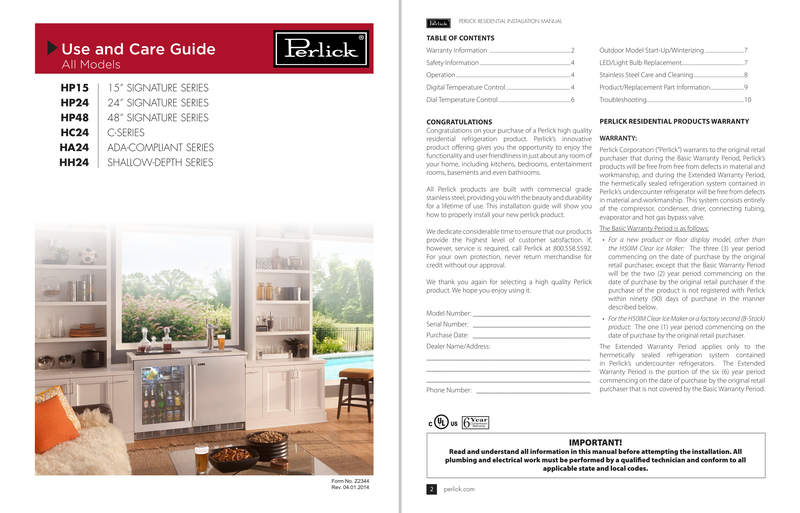 Use and Care Guide
All Models
Perlick
®
HP15 15” SIGNATURE SERIES
HP24 24” SIGNATURE SERIES
HP48 48” SIGNATURE SERIES
HC24 C-SERIES
HA24 ADA-COMPLIANT SERIES
HH24 SHALLOW-DEPTH SERIES
Form No. Z2344
Rev. 04.01.2014
Perlick PERLICK RESIDENTIAL INSTALLATION MANUAL
TABLE OF CONTENTS
Warranty Information 2
Safety Information 4
Operation 4
Digital Temperature Control 4
Dial Temperature Control 6
Outdoor Model Start-Up/Winterizing 7
LED/Light Bulb Replacement 7
Stainless Steel Care and Cleaning 8
Product/Replacement Part Information 9
Troubleshooting 10
CONGRATULATIONS
Congratulations on your purchase of a Perlick high quality
residential refrigeration product. Perlick's innovative
product offering gives you the opportunity to enjoy the
functionality and user friendliness in just about any room of
your home, including kitchens, bedrooms, entertainment
rooms, basements and even bathrooms.
All Perlick products are built with commercial grade
stainless steel, providing you with the beauty and durability
for a lifetime of use. This installation guide will show you
how to properly install your new perlick product.
We dedicate considerable time to ensure that our products
provide the highest level of customer satisfaction. If,
however, service is required, call Perlick at 800.558.5592.
For your own protection, never return merchandise for
credit without our approval.
We thank you again for selecting a high quality Perlick
product. We hope you enjoy using it.
Model Number:
Serial Number:
Purchase Date:
Dealer Name/Address:
Phone Number:
PERLICK RESIDENTIAL PRODUCTS WARRANTY
WARRANTY:
Perlick Corporation ("Perlick") warrants to the original retail
purchaser that during the Basic Warranty Period, Perlick's
products will be free from free from defects in material and
workmanship, and during the Extended Warranty Period,
the hermetically sealed refrigeration system contained in
Perlick's undercounter refrigerator will be free from defects
in material and workmanship. This system consists entirely
of the compressor, condenser, drier, connecting tubing,
evaporator and hot gas bypass valve.
The Basic Warranty Period is as follows:
• For a new product or floor display model, other than
the H50IM Clear Ice Maker: The three (3) year period
commencing on the date of purchase by the original
retail purchaser, except that the Basic Warranty Period
will be the two (2) year period commencing on the
date of purchase by the original retail purchaser if the
purchase of the product is not registered with Perlick
within ninety (90) days of purchase in the manner
described below.
• For the H50IM Clear Ice Maker or a factory second (B-Stock)
product: The one (1) year period commencing on the
date of purchase by the original retail purchaser.
The Extended Warranty Period applies only to the
hermetically sealed refrigeration system contained
in Perlick's undercounter refrigerators. The Extended
Warranty Period is the portion of the six (6) year period
commencing on the date of purchase by the original retail
purchaser that is not covered by the Basic Warranty Period.
C UL US 6 Year
IMPORTANT!
Read and understand all information in this manual before attempting the installation. All
plumbing and electrical work must be performed by a qualified technician and conform to all
applicable state and local codes.
2 perlick.com